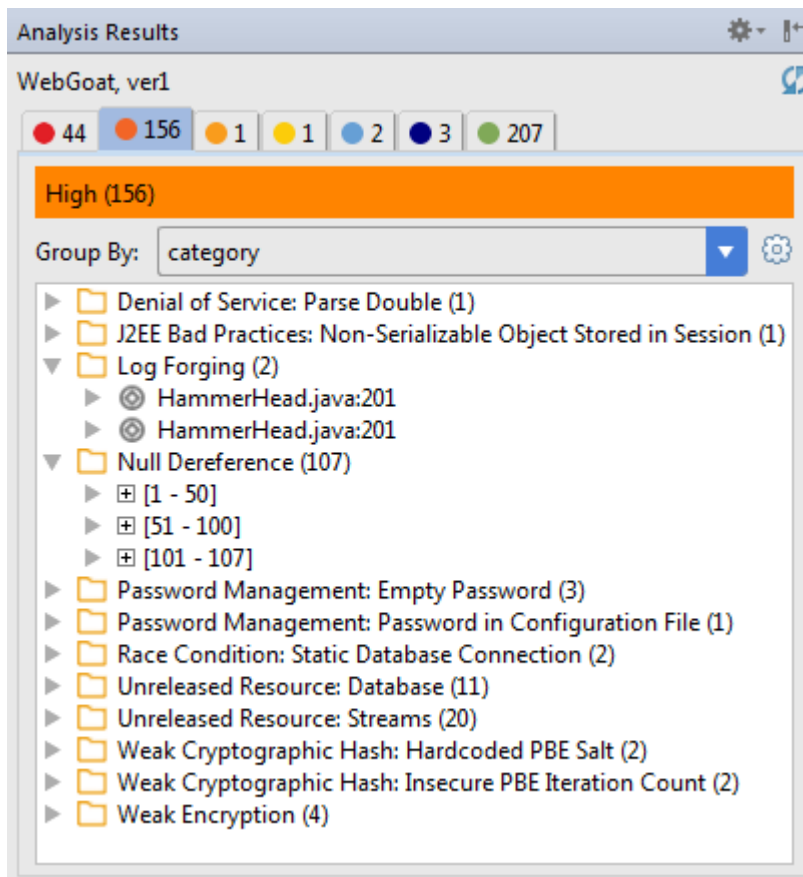 Analysis Results
WebGoat, ver1
44 156 1 1 2 3 207
High (156)
Group By: category
Denial of Service: Parse Double (1)
J2EE Bad Practices: Non-Serializable Object Stored in Session (1)
Log Forging (2)
HammerHead.java:201
HammerHead.java:201
Null Dereference (107)
[1 - 50]
[51 - 100]
[101 - 107]
Password Management: Empty Password (3)
Password Management: Password in Configuration File (1)
Race Condition: Static Database Connection (2)
Unreleased Resource: Database (11)
Unreleased Resource: Streams (20)
Weak Cryptographic Hash: Hardcoded PBE Salt (2)
Weak Cryptographic Hash: Insecure PBE Iteration Count (2)
Weak Encryption (4)